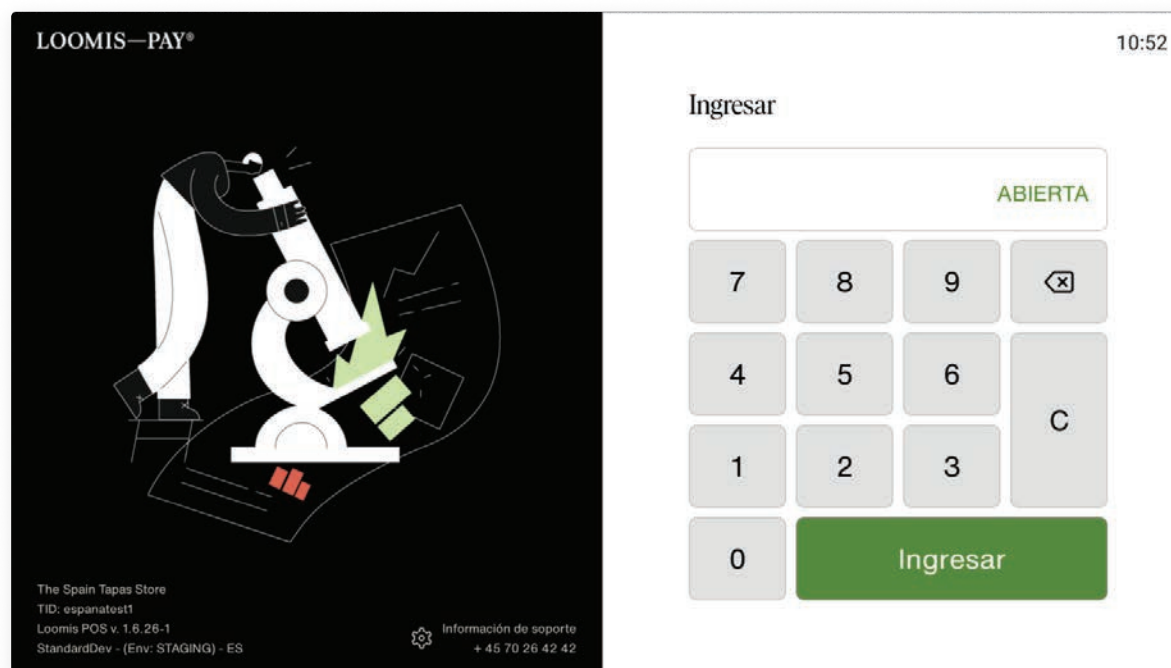 LOOMIS—PAY®
The Spain Tapas Store
TID: espanatest1
Loomis POS v. 1.6.26-1
StandardDev - (Env: STAGING) - ES
Información de soporte
+ 45 70 26 42 42
10:52
Ingresar
ABIERTA
7 8 9
4 5 6
C
1 2 3
0 Ingresar